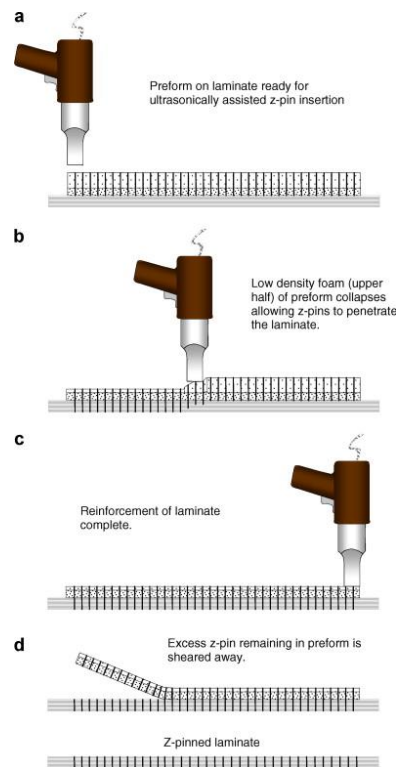 a
Preform on laminate ready for
ultrasonically assisted z-pin insertion
b
Low density foam (upper
half) of preform collapses
allowing z-pins to penetrate
the laminate.
c
Reinforcement of laminate
complete.
d
Excess z-pin remaining in preform is
sheared away.
Z-pinned laminate